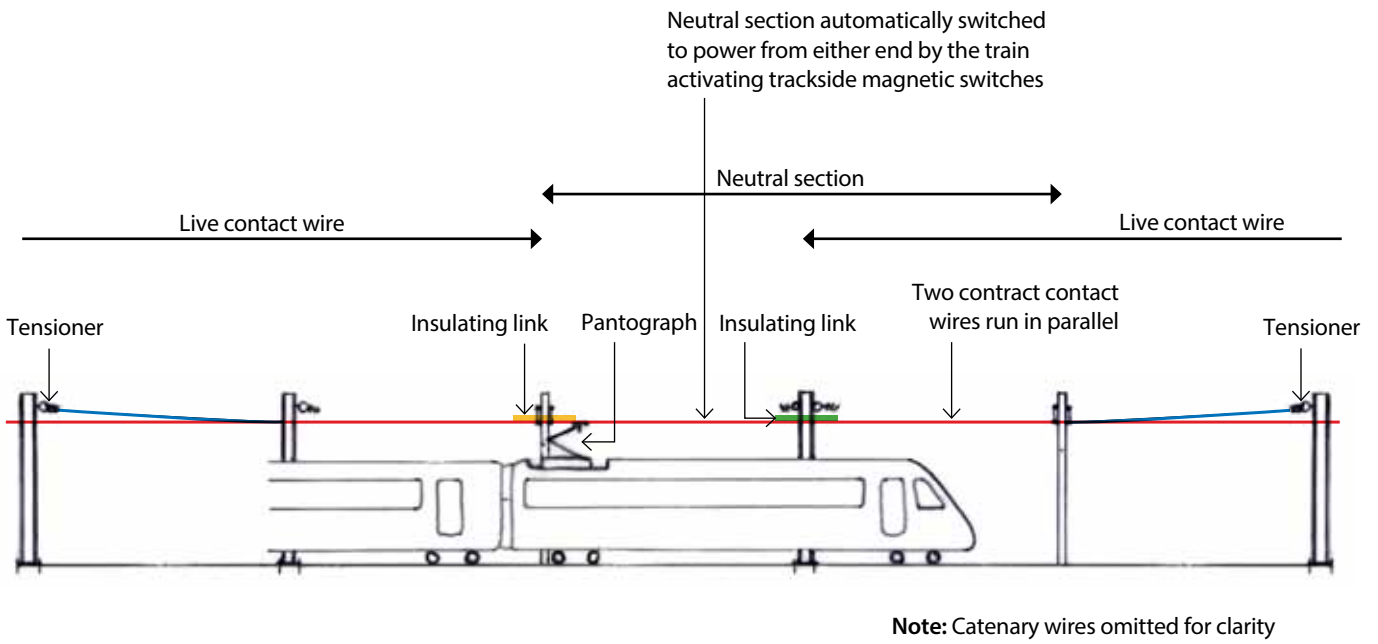 Neutral section automatically switched
to power from either end by the train
activating trackside magnetic switches
Neutral section
Live contact wire
Live contact wire
Tensioner
Insulating link
Pantograph
Insulating link
Two contract contact
wires run in parallel
Tensioner
Note: Catenary wires omitted for clarity